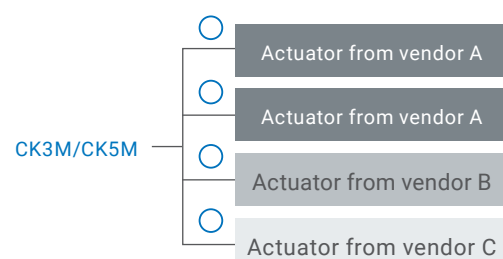 Actuator from vendor A
Actuator from vendor A
CK3M/CK5M
Actuator from vendor B
Actuator from vendor C